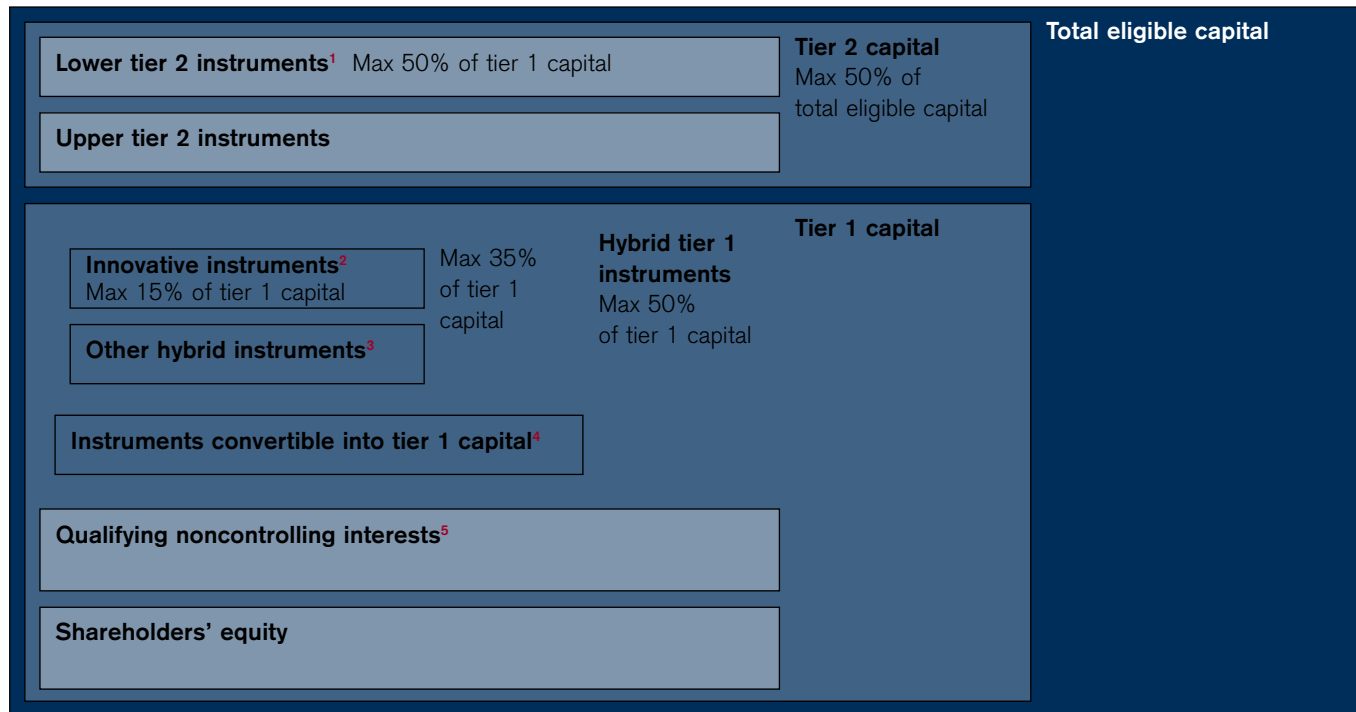 Total eligible capital
Tier 2 capital
Max 50% of
total eligible capital
Lower tier 2 instruments¹ Max 50% of tier 1 capital
Upper tier 2 instruments
Tier 1 capital
Hybrid tier 1
instruments
Max 50%
of tier 1 capital
Max 35%
of tier 1
capital
Innovative instruments²
Max 15% of tier 1 capital
Other hybrid instruments³
Instruments convertible into tier 1 capital⁴
Qualifying noncontrolling interests⁵
Shareholders’ equity